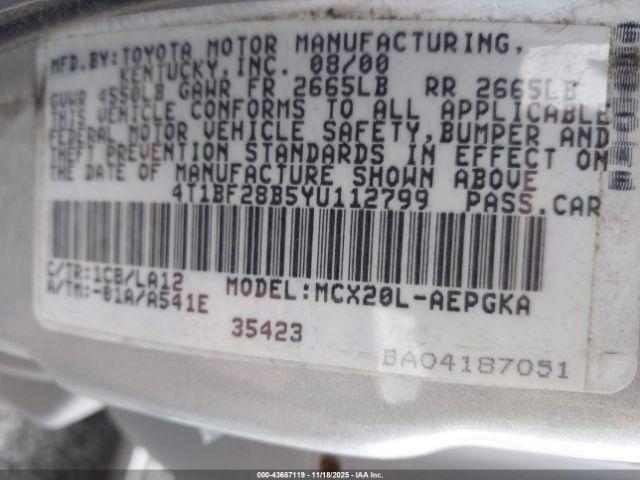 MFD.BY:TOYOTA MOTOR MANUFACTURING,
KENTUCKY,INC. 08/00
GVWR 4550LB GAWR FR 2665LB RR 2665LB
THIS VEHICLE CONFORMS TO ALL APPLICABLE
FEDERAL MOTOR VEHICLE SAFETY,BUMPER AND
THEFT PREVENTION STANDARDS IN EFFECT ON
THE DATE OF MANUFACTURE SHOWN ABOVE
4T1BF28B5YU112799 PASS.CAR
C/TR:1C8/LA12
A/TM:-01A/A541E MODEL:MCX20L-AEPGKA
35423
BA04187051
000-43687119 | 11/18/2025 - IAAI.COM